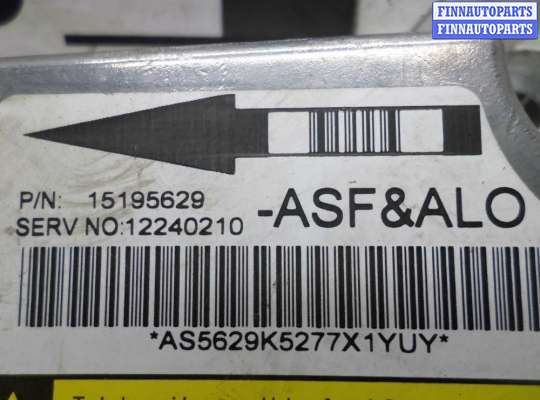 FINNAUTOPARTS
FINNAUTOPARTS
P/N: 15195629
SERV NO:12240210
-ASF&ALO
*AS5629K5277X1YUY*